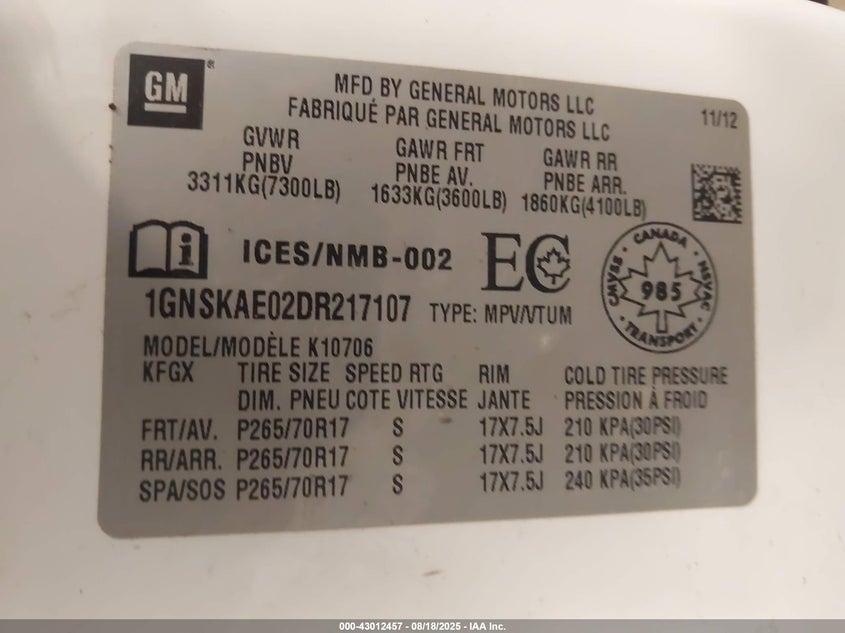 GM
MFD BY GENERAL MOTORS LLC
FABRIQUÉ PAR GENERAL MOTORS LLC
11/12
GVWR GAWR FRT GAWR RR
PNBV PNBE AV. PNBE ARR.
3311KG(7300LB) 1633KG(3600LB) 1860KG(4100LB)
ICES/NMB-002 EC
CANADA
CMVSS 985 NSVAC
TRANSPORT
1GNSKAE02DR217107 TYPE: MPV/VTUM
MODEL/MODÈLE K10706
KFGX TIRE SIZE SPEED RTG RIM COLD TIRE PRESSURE
DIM. PNEU COTE VITESSE JANTE PRESSION À FROID
FRT/AV. P265/70R17 S 17X7.5J 210 KPA(30PSI)
RR/ARR. P265/70R17 S 17X7.5J 210 KPA(30PSI)
SPA/SOS P265/70R17 S 17X7.5J 240 KPA(35PSI)
000-43012457 - 08/18/2025 - IAA Inc.